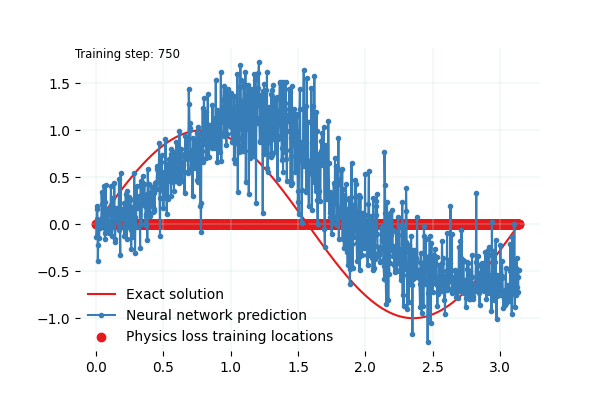 Training step: 750
1.5
1.0
0.5
0.0
−0.5
−1.0
Exact solution
Neural network prediction
Physics loss training locations
0.0 0.5 1.0 1.5 2.0 2.5 3.0